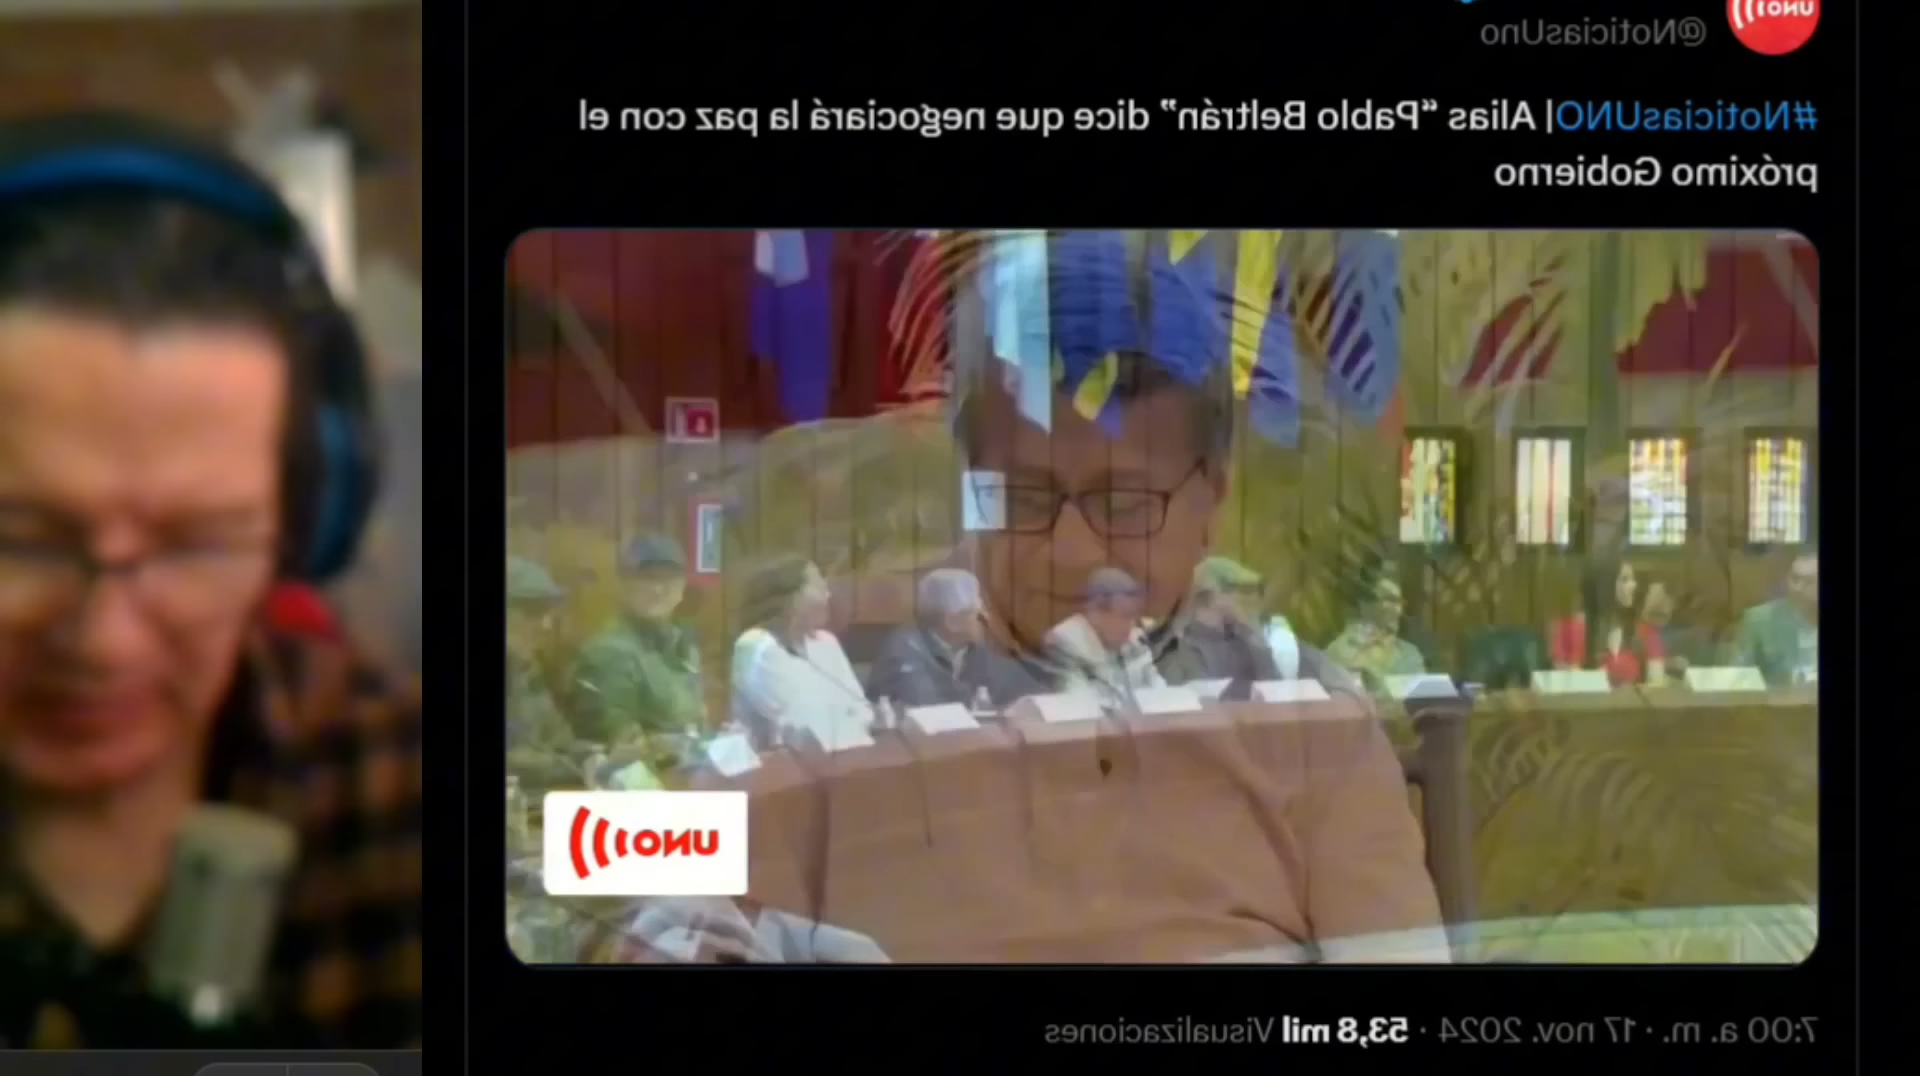 UNO
@NoticiasUno
#NoticiasUNO| Alias “Pablo Beltrán” dice que negociará la paz con el
próximo Gobierno
UNO
7:00 a. m. · 17 nov. 2024 · 53,8 mil Visualizaciones